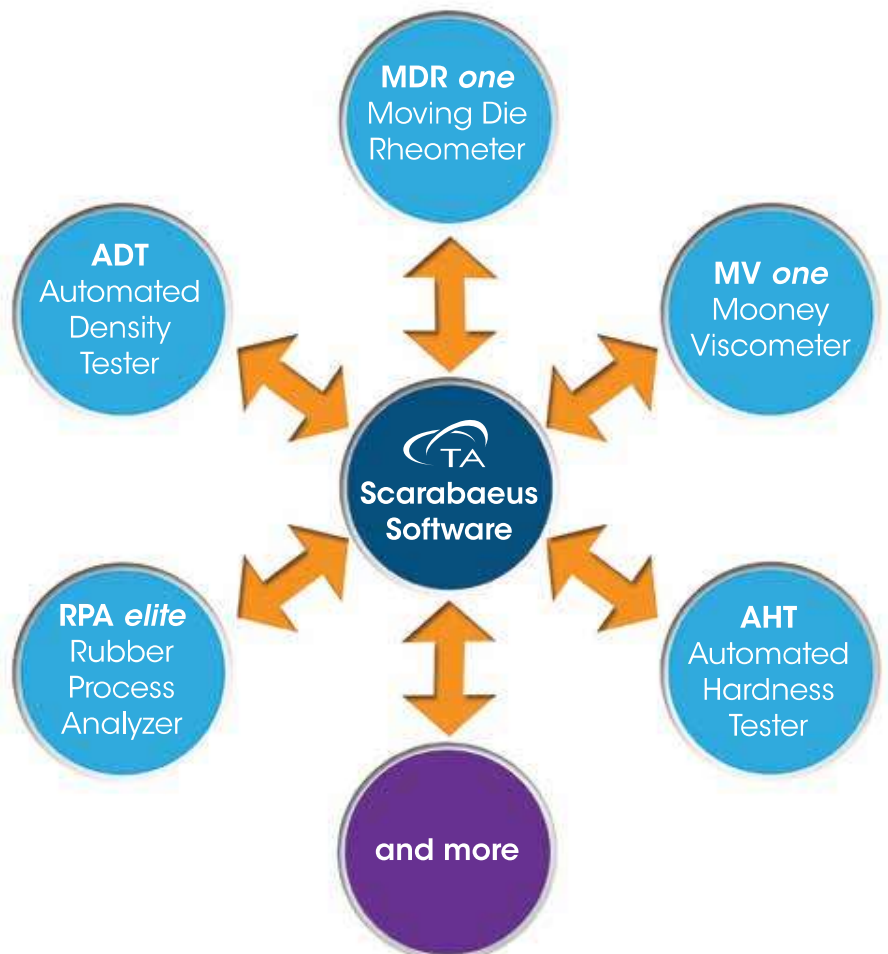 MDR one
Moving Die
Rheometer
ADT
Automated
Density
Tester
MV one
Mooney
Viscometer
TA
Scarabaeus
Software
RPA elite
Rubber
Process
Analyzer
AHT
Automated
Hardness
Tester
and more